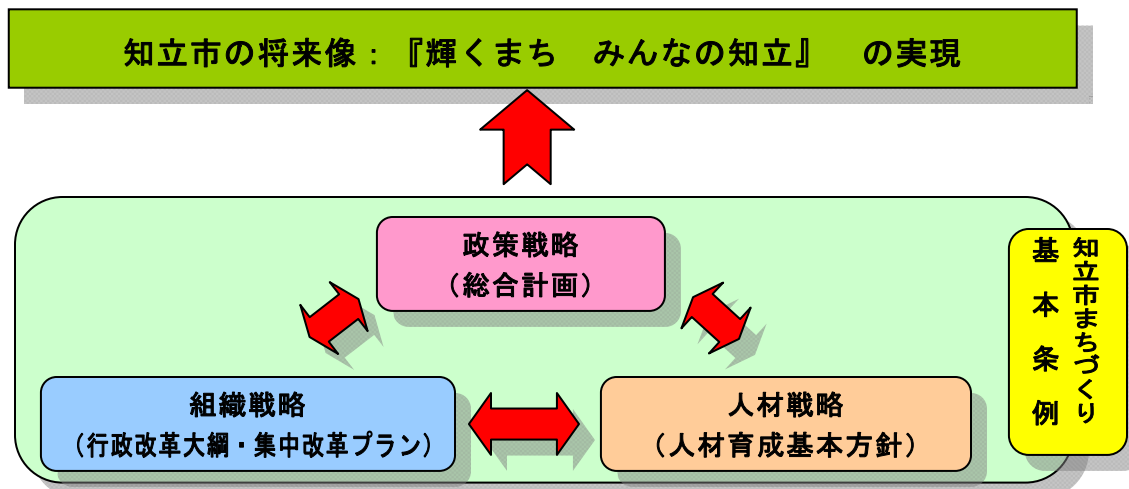 知立市の将来像：『輝くまち　みんなの知立』　の実現
政策戦略
（総合計画）
組織戦略
（行政改革大綱・集中改革プラン）
人材戦略
（人材育成基本方針）
知立市まちづくり
基本条例